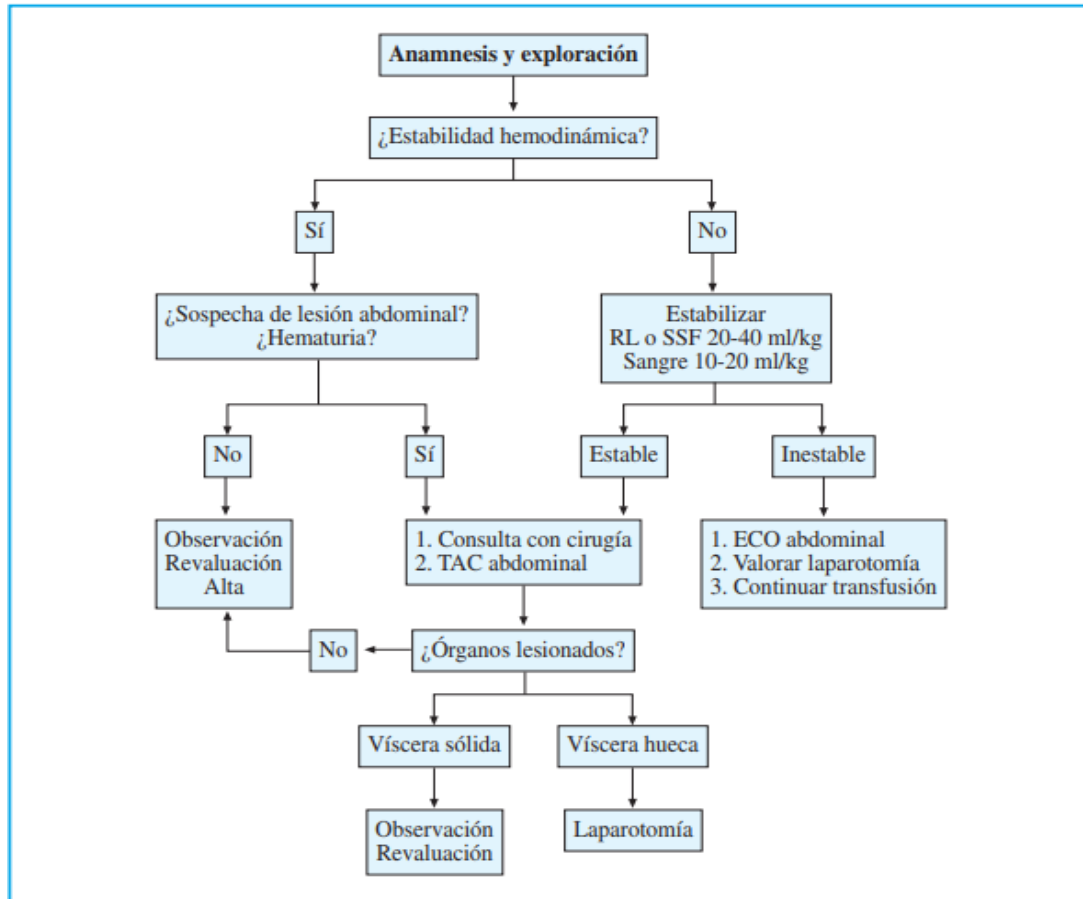 Anamnesis y exploración
¿Estabilidad hemodinámica?
Sí
No
¿Sospecha de lesión abdominal?
¿Hematuria?
Estabilizar
RL o SSF 20-40 ml/kg
Sangre 10-20 ml/kg
No
Sí
Estable
Inestable
Observación
Revaluación
Alta
1. Consulta con cirugía
2. TAC abdominal
1. ECO abdominal
2. Valorar laparotomía
3. Continuar transfusión
No
¿Órganos lesionados?
Víscera sólida
Víscera hueca
Observación
Revaluación
Laparotomía